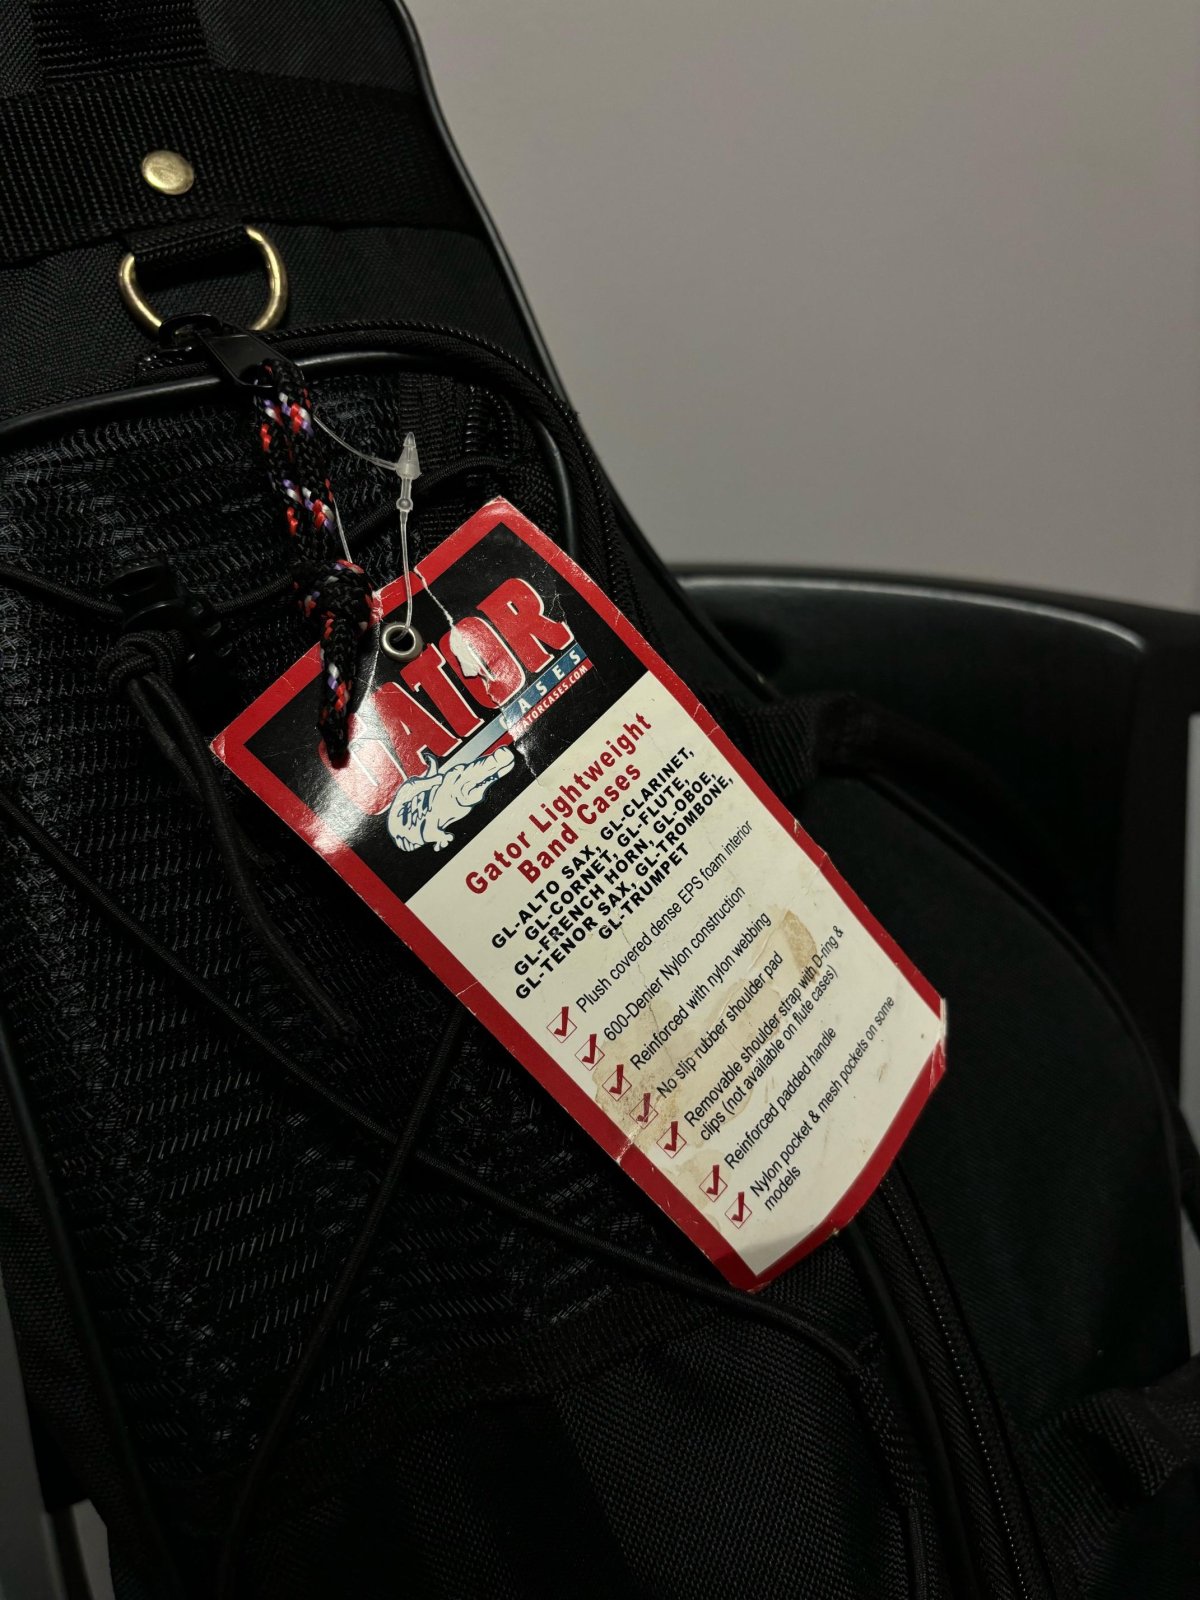 GATOR
CASES
GATORCASES.COM
Gator Lightweight
Band Cases
GL-ALTO SAX, GL-CLARINET,
GL-CORNET, GL-FLUTE,
GL-FRENCH HORN, GL-OBOE,
GL-TENOR SAX, GL-TROMBONE,
GL-TRUMPET
Plush covered dense EPS foam interior
600-Denier Nylon construction
Reinforced with nylon webbing
No slip rubber shoulder pad
Removable shoulder strap with D-ring &
clips (not available on flute cases)
Reinforced padded handle
Nylon pocket & mesh pockets on some
models